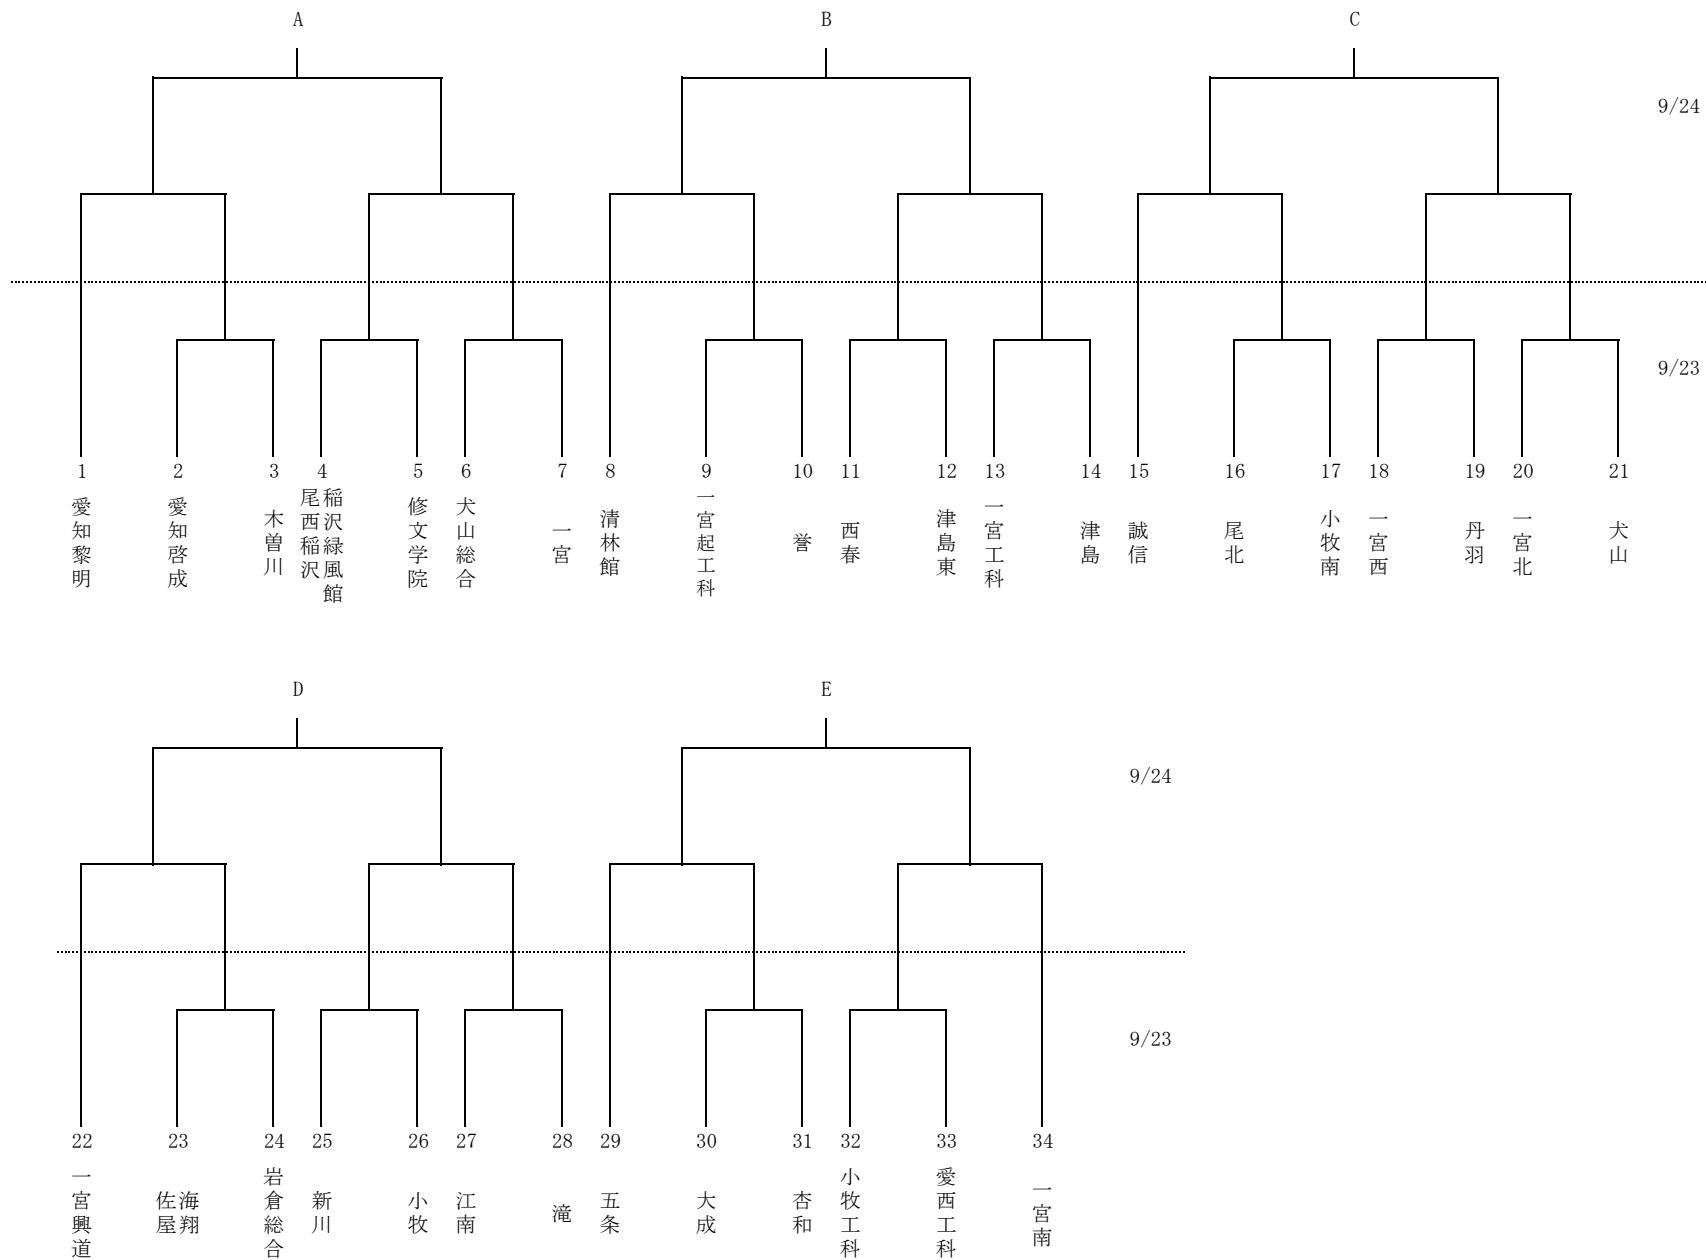 A
B
C
9/24
9/23
1
2
3
4
5
6
7
8
9
10
11
12
13
14
15
16
17
18
19
20
21
愛知黎明
愛知啓成
木曽川
稲沢緑風館
尾西稲沢
修文学院
犬山総合
一宮
清林館
一宮起工科
誉
西春
津島東
一宮工科
津島
誠信
尾北
小牧南
一宮西
丹羽
一宮北
犬山
D
E
9/24
9/23
22
23
24
25
26
27
28
29
30
31
32
33
34
一宮興道
海翔
佐屋
岩倉総合
新川
小牧
江南
滝
五条
大成
杏和
小牧工科
愛西工科
一宮南